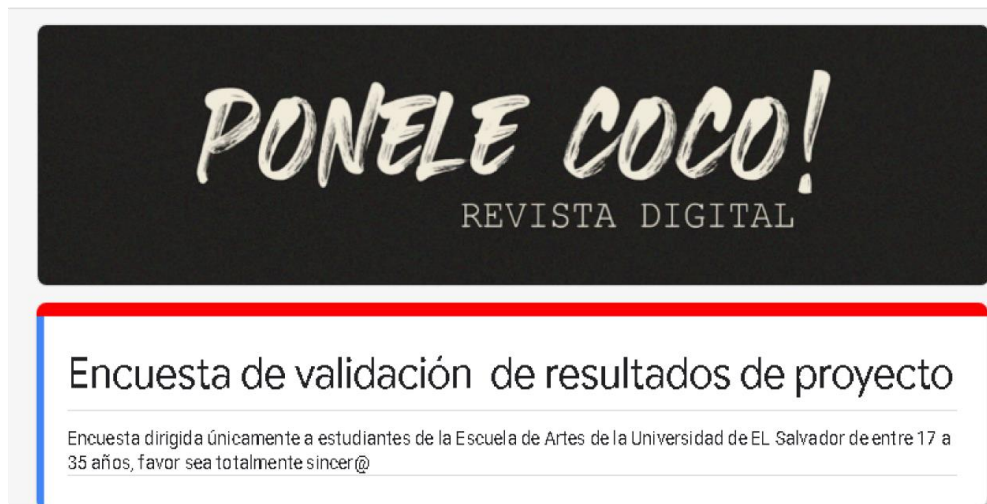 PONELE COCO!
REVISTA DIGITAL
Encuesta de validación de resultados de proyecto
Encuesta dirigida únicamente a estudiantes de la Escuela de Artes de la Universidad de EL Salvador de entre 17 a
35 años, favor sea totalmente sincer@